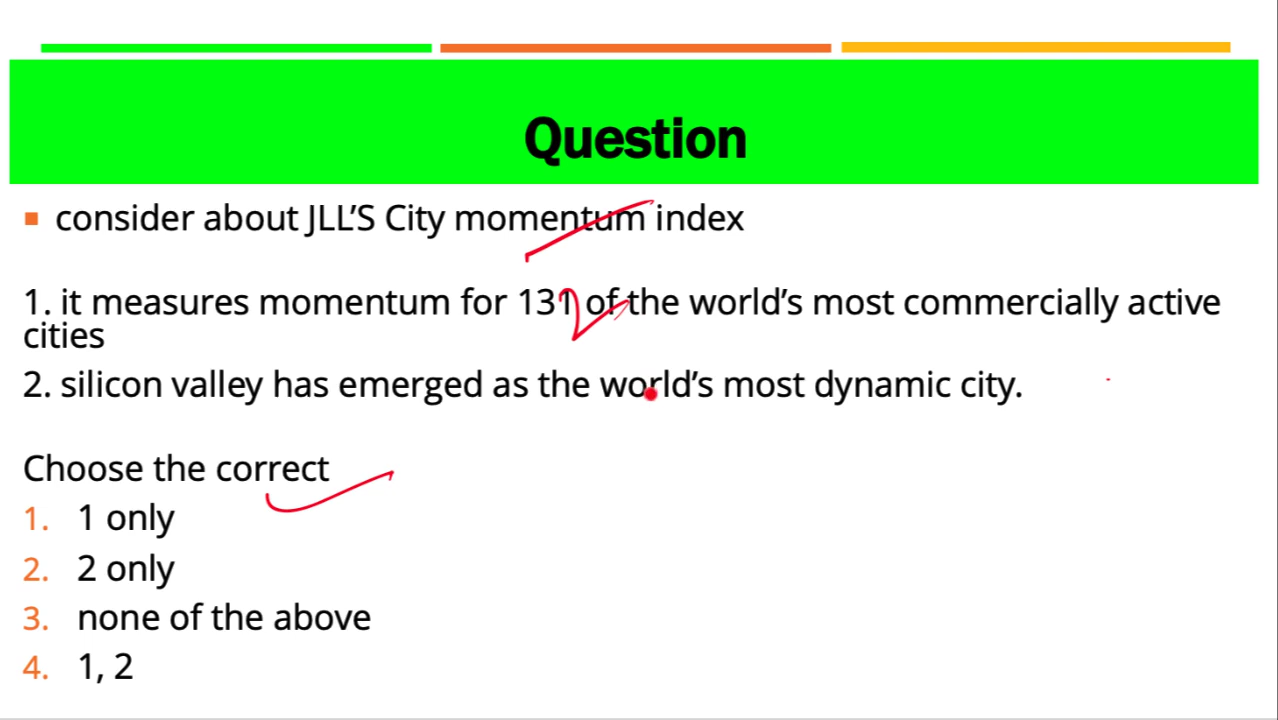 Question
consider about JLL'S City momentum index
1. it measures momentum for 131 of the world's most commercially active
cities
2. silicon valley has emerged as the world's most dynamic city.
Choose the correct
1. 1 only
2. 2 only
3. none of the above
4. 1, 2